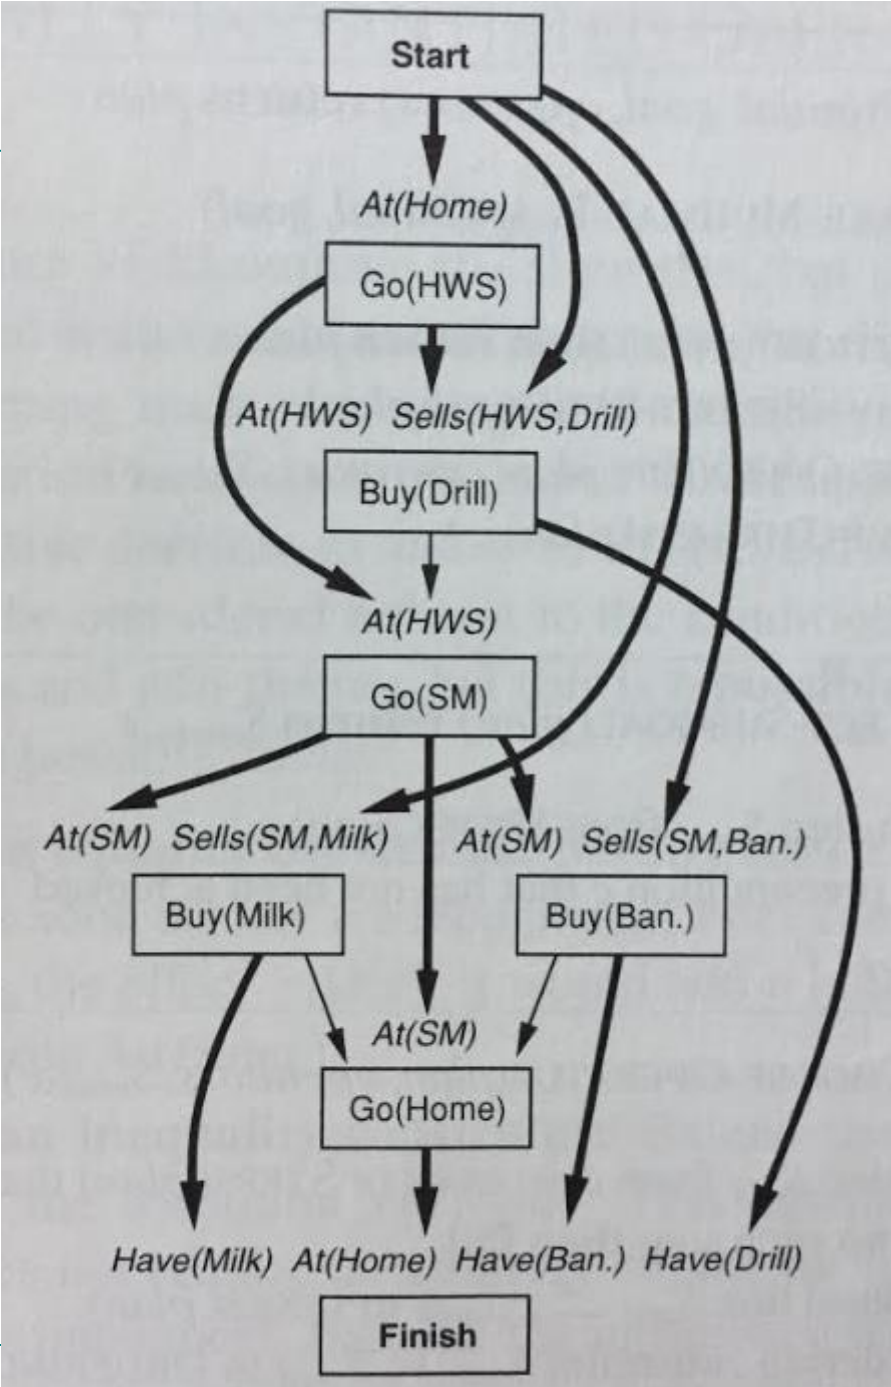 Start
At(Home)
Go(HWS)
At(HWS) Sells(HWS,Drill)
Buy(Drill)
At(HWS)
Go(SM)
At(SM) Sells(SM,Milk) At(SM) Sells(SM,Ban.)
Buy(Milk) Buy(Ban.)
At(SM)
Go(Home)
Have(Milk) At(Home) Have(Ban.) Have(Drill)
Finish